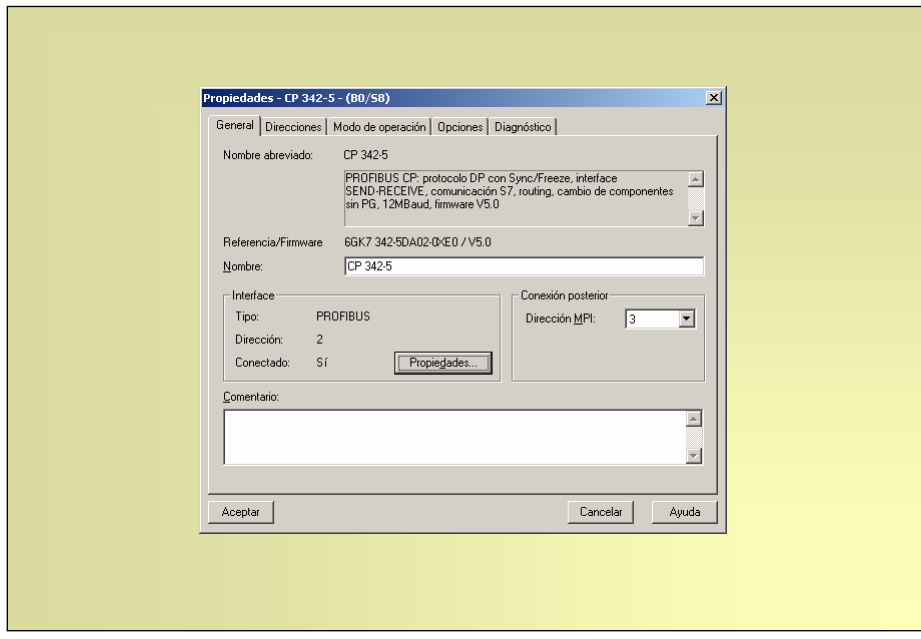 Propiedades - CP 342-5 - (B0/S8)
General Direcciones Modo de operación Opciones Diagnóstico
Nombre abreviado: CP 342-5
PROFIBUS CP: protocolo DP con Sync/Freeze, interface
SEND-RECEIVE, comunicación S7, routing, cambio de componentes
sin PG, 12MBaud, firmware V5.0
Referencia/Firmware 6GK7 342-5DA02-0XE0 / V5.0
Nombre: CP 342-5
Interface
Tipo: PROFIBUS
Dirección: 2
Conectado: Sí Propiedades...
Conexión posterior
Dirección MPI: 3
Comentario:
Aceptar Cancelar Ayuda